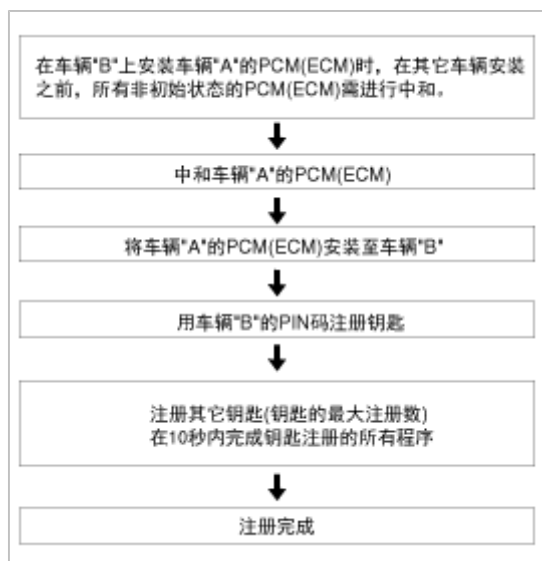 在车辆"B"上安装车辆"A"的PCM(ECM)时，在其它车辆安装
之前，所有非初始状态的PCM(ECM)需进行中和。
中和车辆"A"的PCM(ECM)
将车辆"A"的PCM(ECM)安装至车辆"B"
用车辆"B"的PIN码注册钥匙
注册其它钥匙(钥匙的最大注册数)
在10秒内完成钥匙注册的所有程序
注册完成